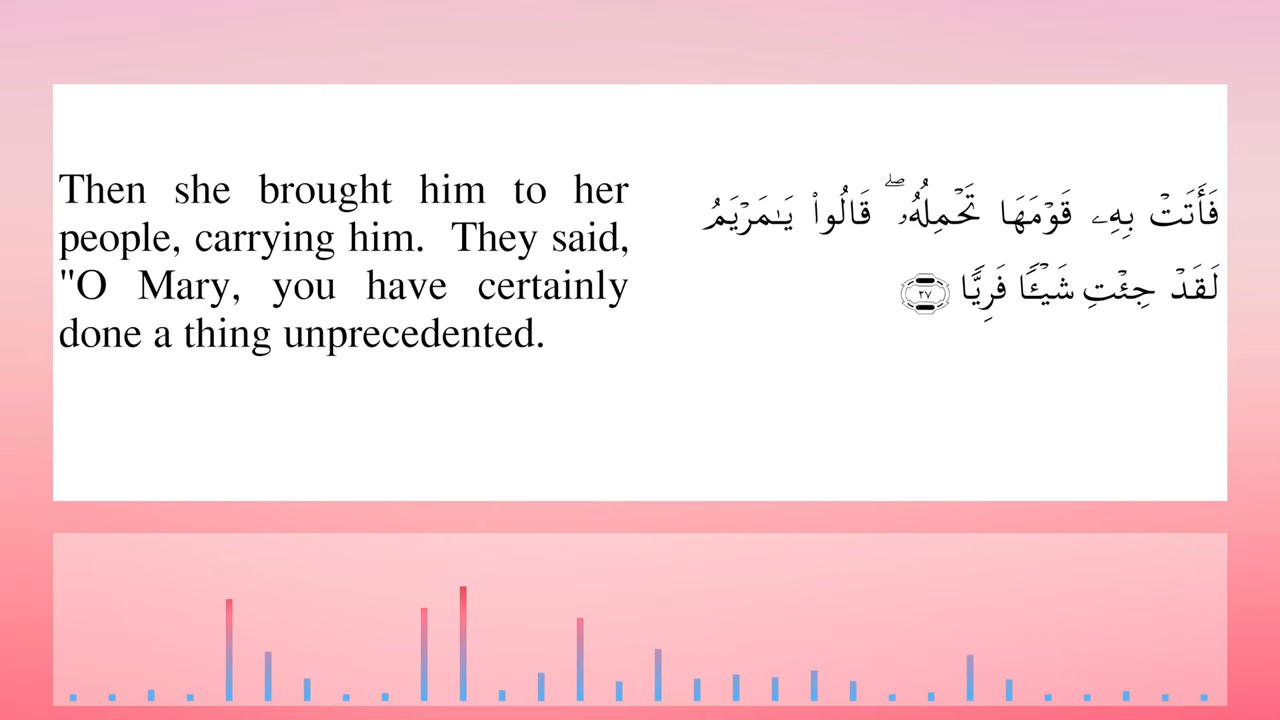 Then she brought him to her
people, carrying him.  They said,
"O Mary, you have certainly
done a thing unprecedented.
فَأَتَتۡ بِهِۦ قَوۡمَهَا تَحۡمِلُهُۥۖ قَالُواْ يَٰمَرۡيَمُ
لَقَدۡ جِئۡتِ شَيۡـٔٗا فَرِيّٗا ٢٧